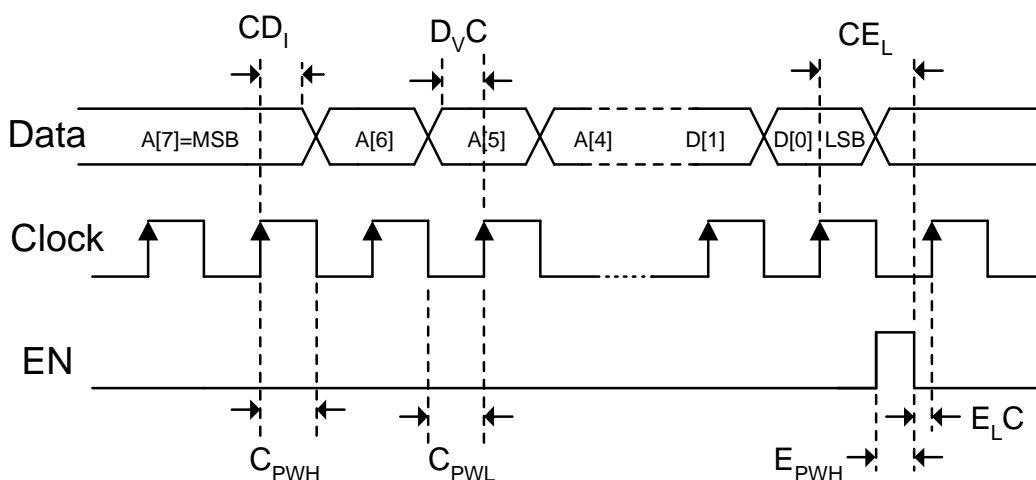 CD_I D_VC CE_L
Data A[7]=MSB A[6] A[5] A[4] D[1] D[0] LSB
Clock
EN
E_LC
C_PWH C_PWL E_PWH